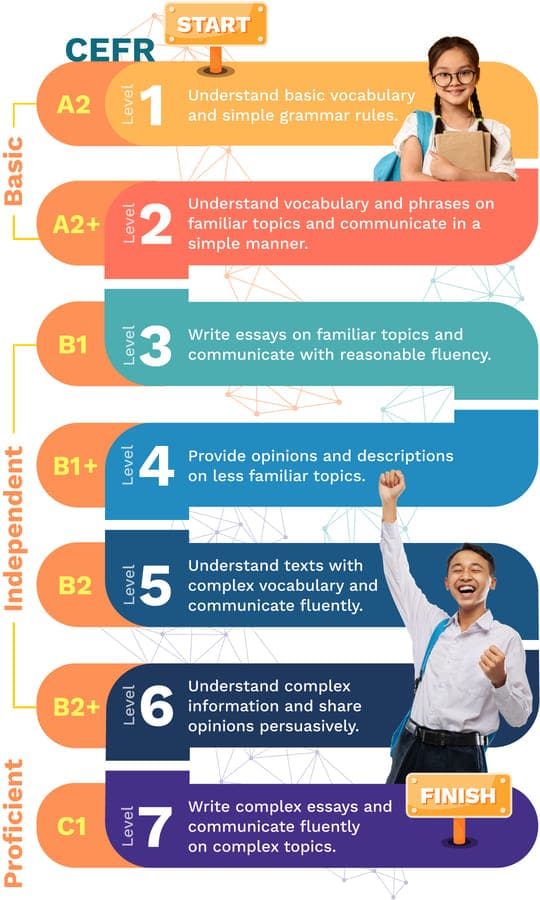 START
CEFR
Basic
A2
Level 1
Understand basic vocabulary
and simple grammar rules.
A2+
Level 2
Understand vocabulary and phrases on
familiar topics and communicate in a
simple manner.
Independent
B1
Level 3
Write essays on familiar topics and
communicate with reasonable fluency.
B1+
Level 4
Provide opinions and descriptions
on less familiar topics.
B2
Level 5
Understand texts with
complex vocabulary and
communicate fluently.
B2+
Level 6
Understand complex
information and share
opinions persuasively.
Proficient
C1
Level 7
Write complex essays and
communicate fluently
on complex topics.
FINISH